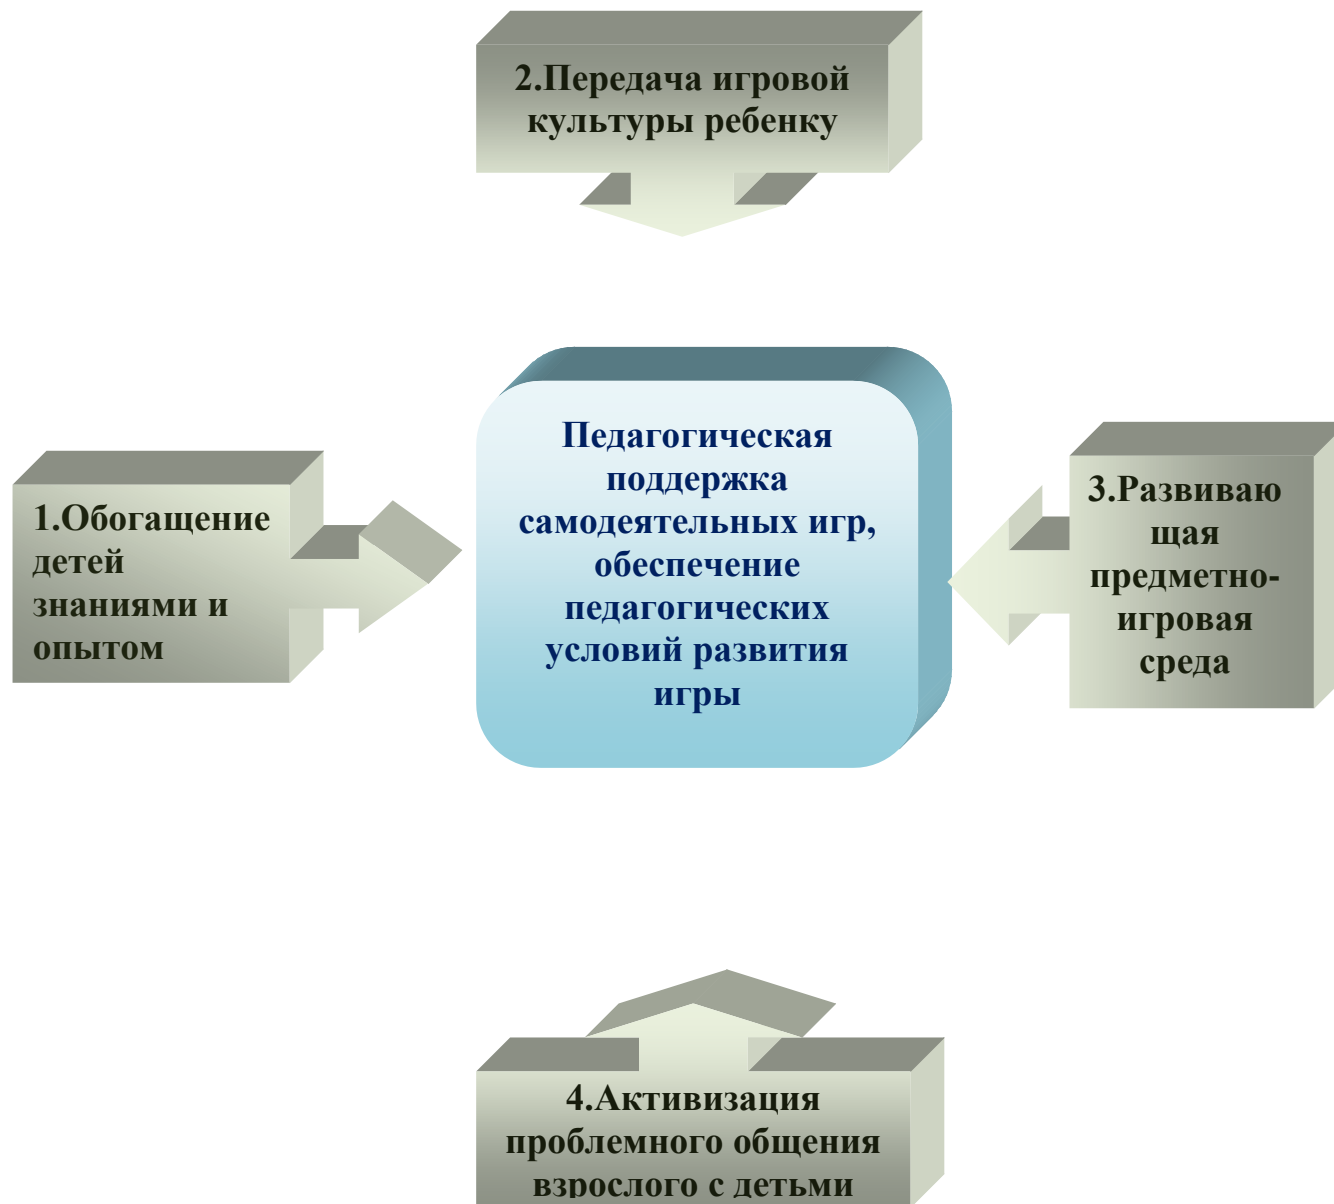 2.Передача игровой
культуры ребенку
Педагогическая
поддержка
самодеятельных игр,
обеспечение
педагогических
условий развития
игры
1.Обогащение
детей
знаниями и
опытом
3.Развиваю
щая
предметно-
игровая
среда
4.Активизация
проблемного общения
взрослого с детьми